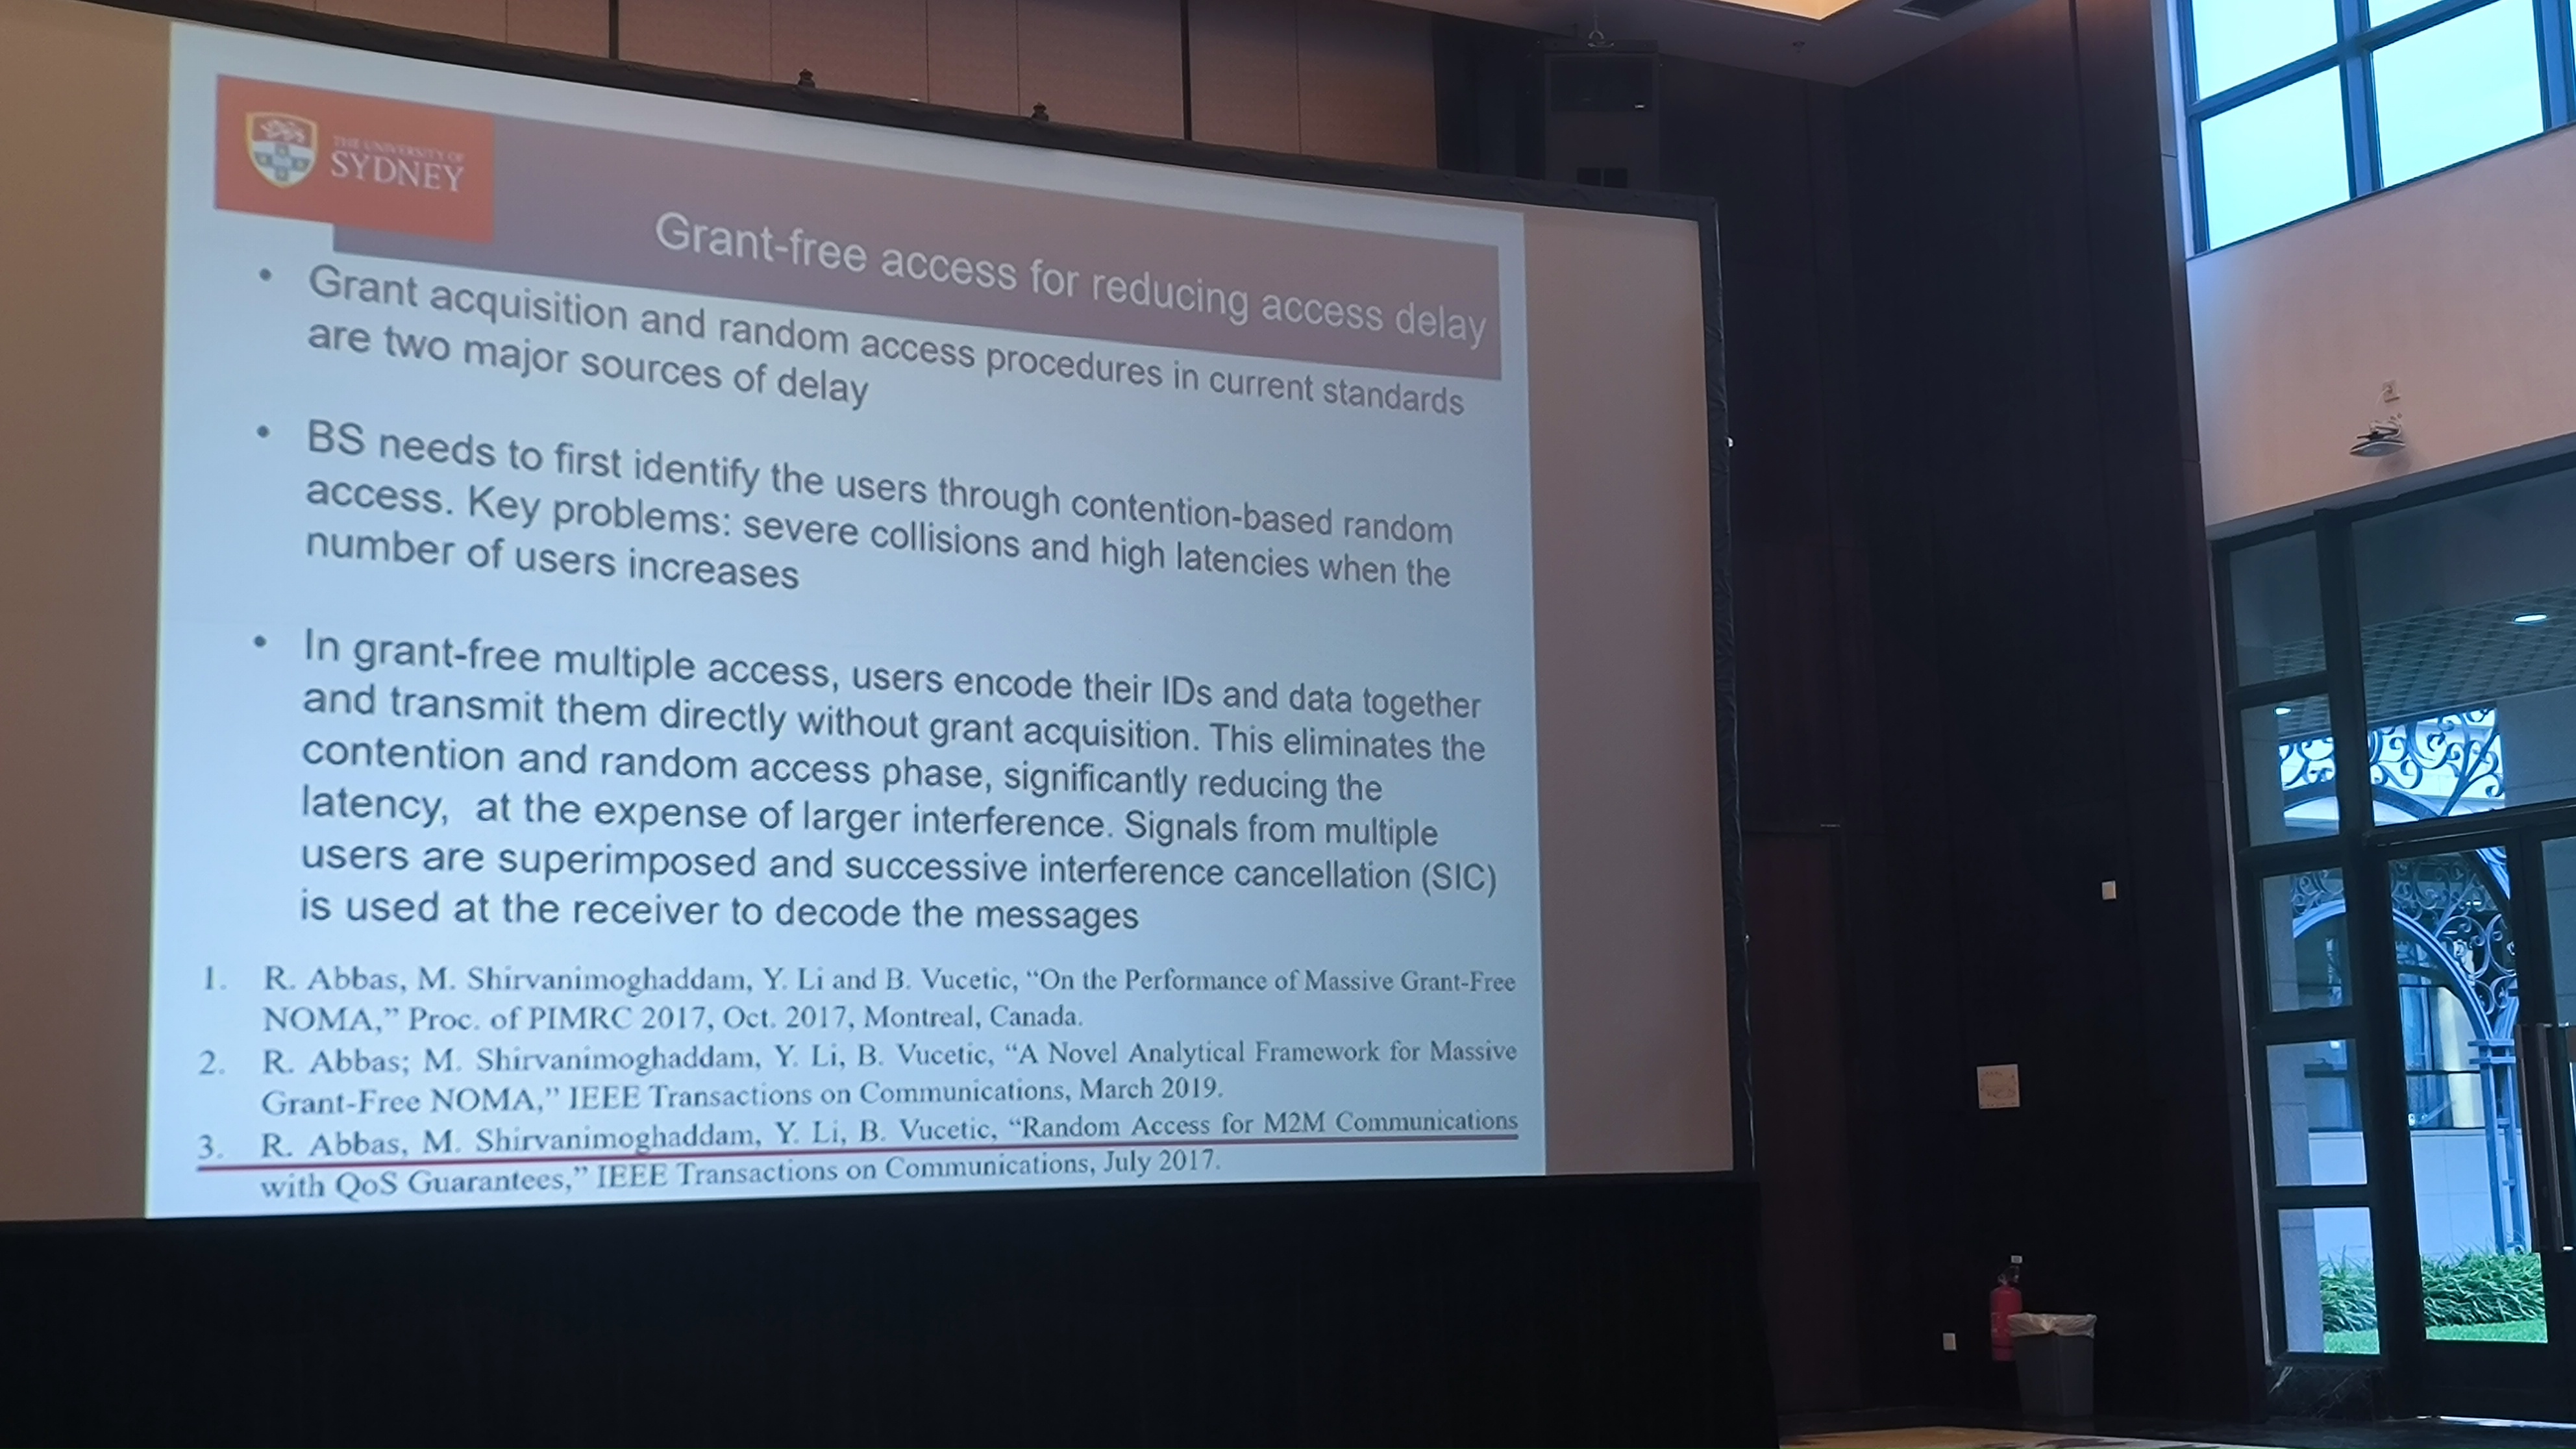 THE UNIVERSITY OF
SYDNEY
Grant-free access for reducing access delay
• Grant acquisition and random access procedures in current standards
are two major sources of delay
• BS needs to first identify the users through contention-based random
access. Key problems: severe collisions and high latencies when the
number of users increases
• In grant-free multiple access, users encode their IDs and data together
and transmit them directly without grant acquisition. This eliminates the
contention and random access phase, significantly reducing the
latency, at the expense of larger interference. Signals from multiple
users are superimposed and successive interference cancellation (SIC)
is used at the receiver to decode the messages
1. R. Abbas, M. Shirvanimoghaddam, Y. Li and B. Vucetic, “On the Performance of Massive Grant-Free
NOMA,” Proc. of PIMRC 2017, Oct. 2017, Montreal, Canada.
2. R. Abbas; M. Shirvanimoghaddam, Y. Li, B. Vucetic, “A Novel Analytical Framework for Massive
Grant-Free NOMA,” IEEE Transactions on Communications, March 2019.
3. R. Abbas, M. Shirvanimoghaddam, Y. Li, B. Vucetic, “Random Access for M2M Communications
with QoS Guarantees,” IEEE Transactions on Communications, July 2017.